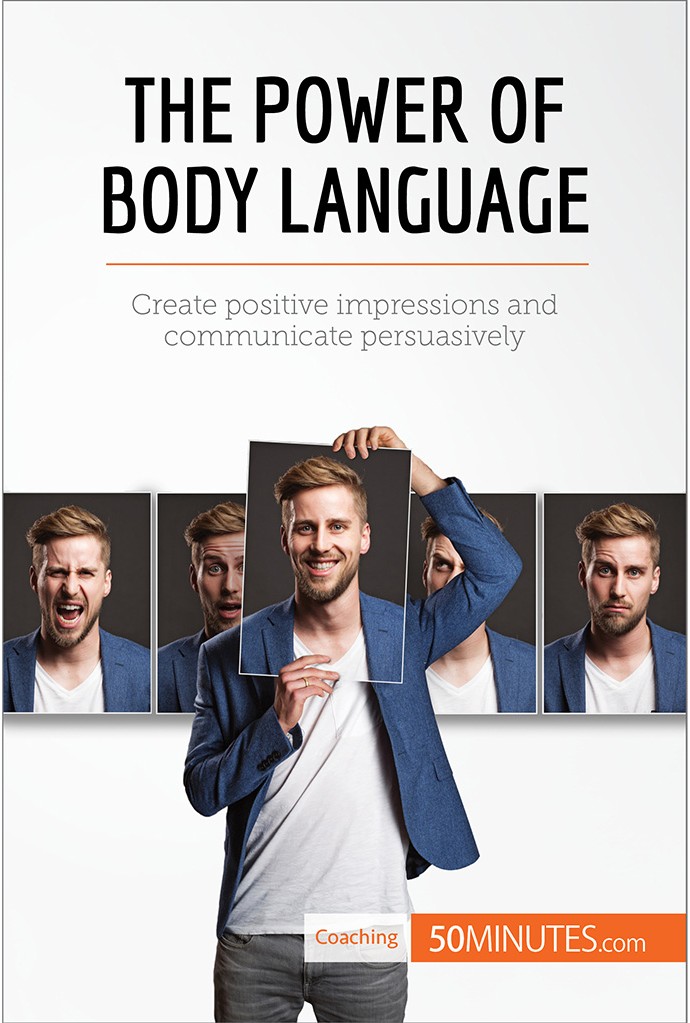 THE POWER OF
BODY LANGUAGE
Create positive impressions and
communicate persuasively
Coaching
50MINUTES.com